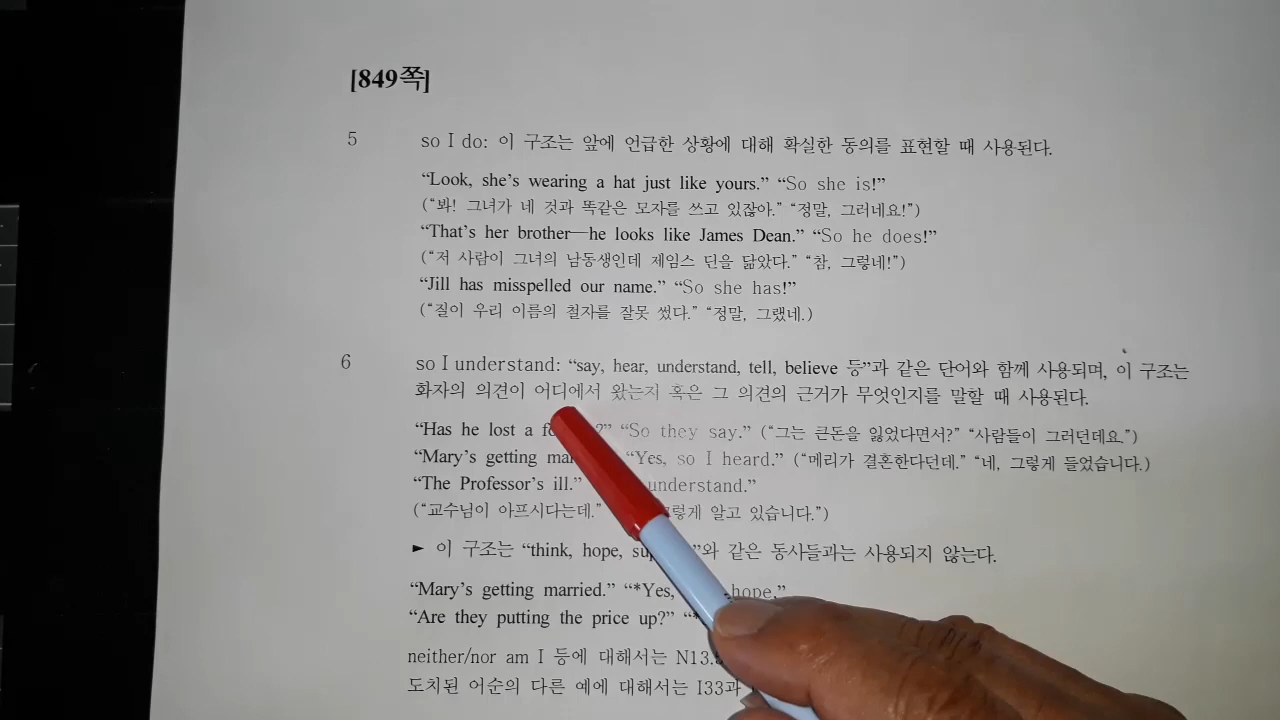 [849쪽]
5 so I do: 이 구조는 앞에 언급한 상황에 대해 확실한 동의를 표현할 때 사용된다.
“Look, she’s wearing a hat just like yours.” “So she is!”
(“봐! 그녀가 네 것과 똑같은 모자를 쓰고 있잖아.” “정말, 그러네요!”)
“That’s her brother—he looks like James Dean.” “So he does!”
(“저 사람이 그녀의 남동생인데 제임스 딘을 닮았다.” “참, 그렇네!”)
“Jill has misspelled our name.” “So she has!”
(“질이 우리 이름의 철자를 잘못 썼다.” “정말, 그랬네.)
6 so I understand: “say, hear, understand, tell, believe 등”과 같은 단어와 함께 사용되며, 이 구조는
화자의 의견이 어디에서 왔는지 혹은 그 의견의 근거가 무엇인지를 말할 때 사용된다.
“Has he lost a “So they say.” (“그는 큰돈을 잃었다면서?” “사람들이 그러던데요.”)
“Mary’s getting “Yes, so I heard.” (“메리가 결혼한다던데.” “네, 그렇게 들었습니다.)
“The Professor’s ill.” understand.”
(“교수님이 아프시다는데.” 알고 있습니다.”)
► 이 구조는 “think, hope, 같은 동사들과는 사용되지 않는다.
“Mary’s getting married.” “*Yes, hope.”
“Are they putting the price up?”
neither/nor am I 등에 대해서는
도치된 어순의 다른 예에 대해서는 I33과